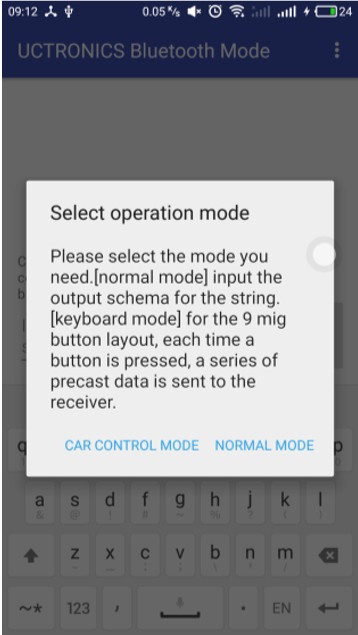 09:12 0.05 K/s 24
UCTRONICS Bluetooth Mode
Select operation mode
Please select the mode you
need.[normal mode] input the
output schema for the string.
[keyboard mode] for the 9 mig
button layout, each time a
button is pressed, a series of
precast data is sent to the
receiver.
CAR CONTROL MODE NORMAL MODE
q p
a s d f g h j k l
z x c v b n m
~* 123 , . EN